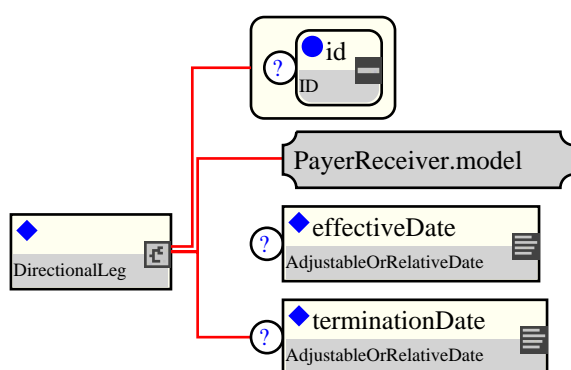 ?
id
ID
PayerReceiver.model
DirectionalLeg
?
effectiveDate
AdjustableOrRelativeDate
?
terminationDate
AdjustableOrRelativeDate